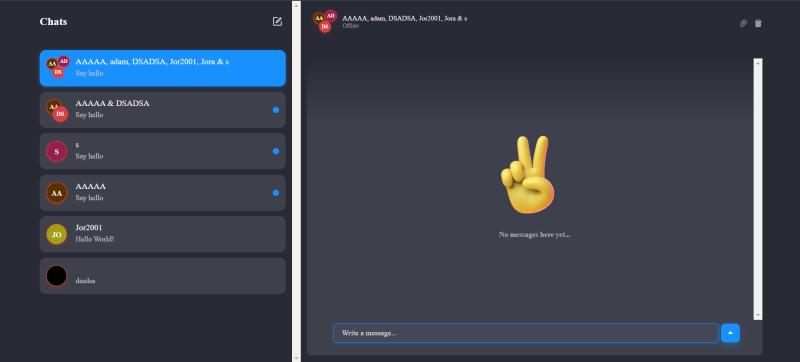 Chats
AA
AD
DS
AAAAA, adam, DSADSA, Jor2001, Jora & s
Say hello
AA
DS
AAAAA & DSADSA
Say hello
S
s
Say hello
AA
AAAAA
Say hello
JO
Jor2001
Hello World!
dsadsa
AA
AD
DS
AAAAA, adam, DSADSA, Jor2001, Jora & s
Offline
No messages here yet...
Write a message...